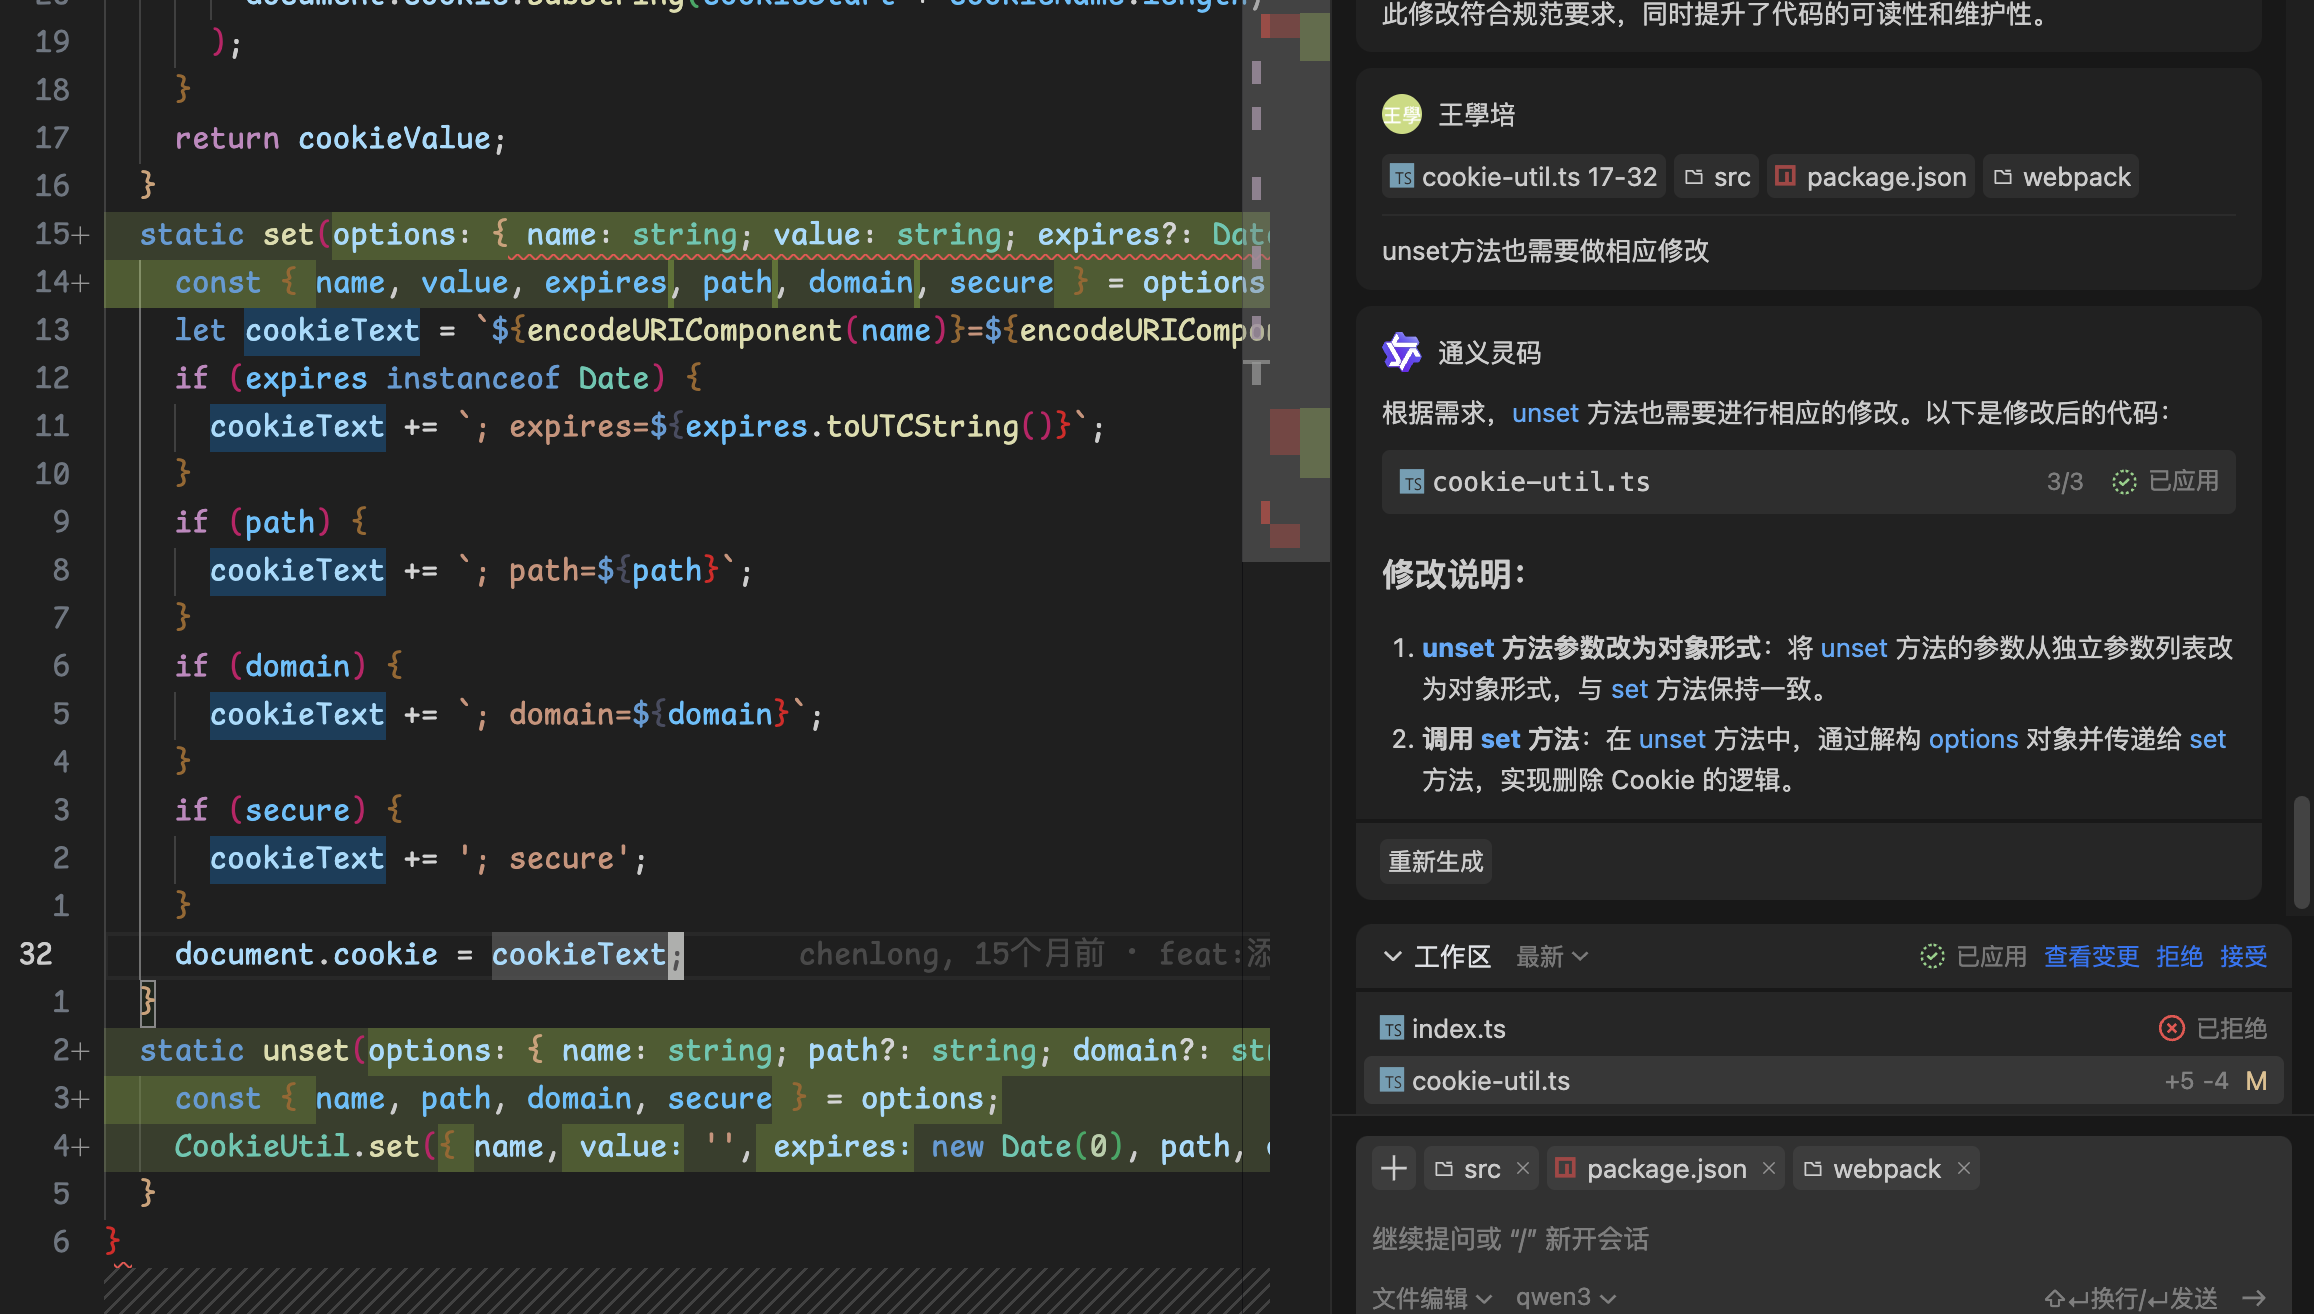 19 );
18 }
17 return cookieValue;
16 }
15+ static set(options: { name: string; value: string; expires?: Date
14+ const { name, value, expires, path, domain, secure } = options
13 let cookieText = `${encodeURIComponent(name)}=${encodeURICompo
12 if (expires instanceof Date) {
11 cookieText += `; expires=${expires.toUTCString()}`;
10 }
9 if (path) {
8 cookieText += `; path=${path}`;
7 }
6 if (domain) {
5 cookieText += `; domain=${domain}`;
4 }
3 if (secure) {
2 cookieText += '; secure';
1 }
32 document.cookie = cookieText; chenlong, 15个月前 • feat:添
1 }
2+ static unset(options: { name: string; path?: string; domain?: str
3+ const { name, path, domain, secure } = options;
4+ CookieUtil.set({ name, value: '', expires: new Date(0), path,
5 }
6 }
此修改符合规范要求，同时提升了代码的可读性和维护性。
王學 王學培
TS cookie-util.ts 17-32 src package.json webpack
unset方法也需要做相应修改
通义灵码
根据需求，unset 方法也需要进行相应的修改。以下是修改后的代码：
TS cookie-util.ts 3/3 已应用
修改说明：
1. unset 方法参数改为对象形式：将 unset 方法的参数从独立参数列表改
为对象形式，与 set 方法保持一致。
2. 调用 set 方法：在 unset 方法中，通过解构 options 对象并传递给 set
方法，实现删除 Cookie 的逻辑。
重新生成
工作区 最新 已应用 查看变更 拒绝 接受
TS index.ts 已拒绝
TS cookie-util.ts +5 -4 M
src × package.json × webpack ×
继续提问或 “/” 新开会话
文件编辑 qwen3 ⇧↵换行/↵发送 →